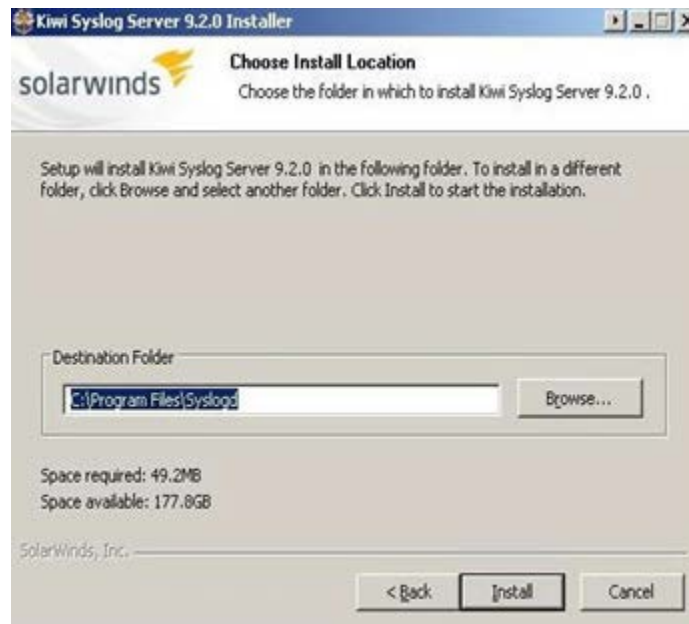 Kiwi Syslog Server 9.2.0 Installer
solarwinds
Choose Install Location
Choose the folder in which to install Kiwi Syslog Server 9.2.0 .
Setup will install Kiwi Syslog Server 9.2.0 in the following folder. To install in a different
folder, click Browse and select another folder. Click Install to start the installation.
Destination Folder
C:\Program Files\Syslogd
Browse...
Space required: 49.2MB
Space available: 177.8GB
SolarWinds, Inc.
< Back
Install
Cancel